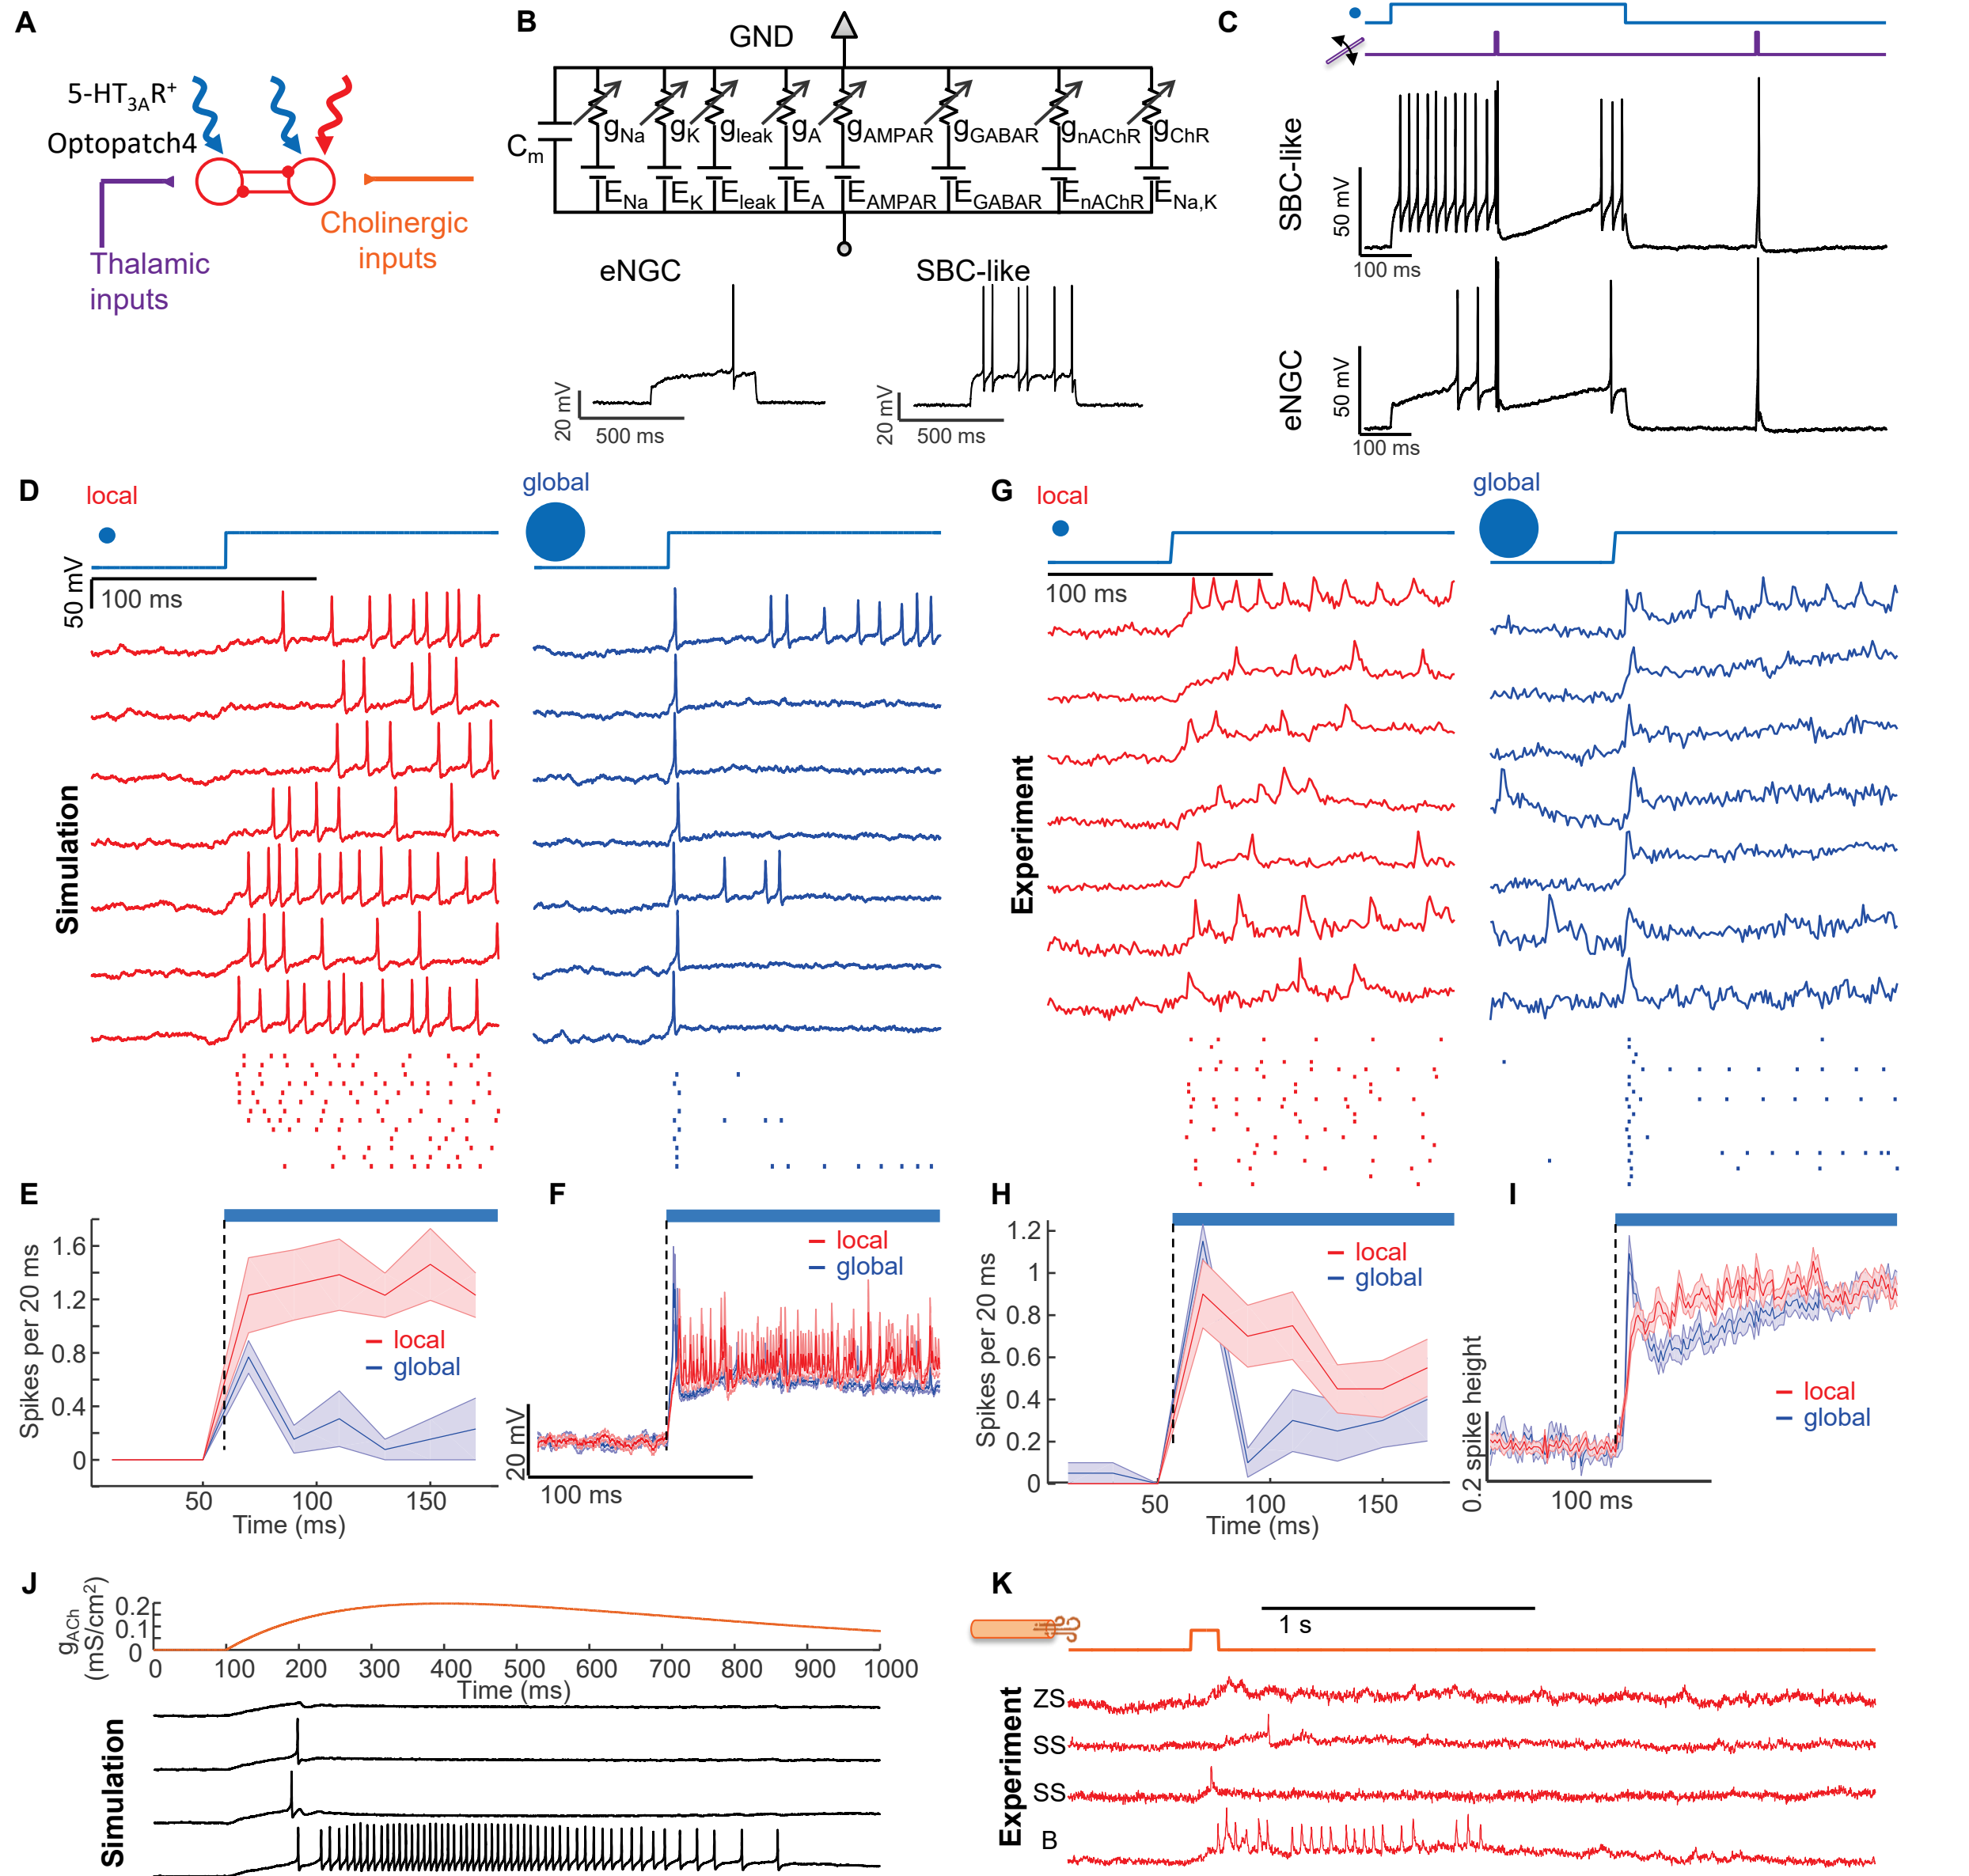 A
5-HT3AR+
Optopatch4
Thalamic
inputs
Cholinergic
inputs
B
GND
Cm
gNa
gK
gleak
gA
gAMPAR
gGABAR
gnAChR
gChR
ENa
EK
Eleak
EA
EAMPAR
EGABAR
EnAChR
ENa,K
eNGC
20 mV
500 ms
SBC-like
20 mV
500 ms
C
SBC-like
50 mV
100 ms
eNGC
50 mV
100 ms
D
local
global
50 mV
100 ms
Simulation
G
local
global
100 ms
Experiment
E
Spikes per 20 ms
1.6
1.2
0.8
0.4
0
50
100
150
Time (ms)
local
global
F
local
global
20 mV
100 ms
H
Spikes per 20 ms
1.2
1
0.8
0.6
0.4
0.2
0
50
100
150
Time (ms)
local
global
I
0.2 spike height
100 ms
local
global
J
gACh
(mS/cm2)
0.2
0.1
0
0 100 200 300 400 500 600 700 800 900 1000
Time (ms)
Simulation
K
1 s
Experiment
ZS
SS
SS
B